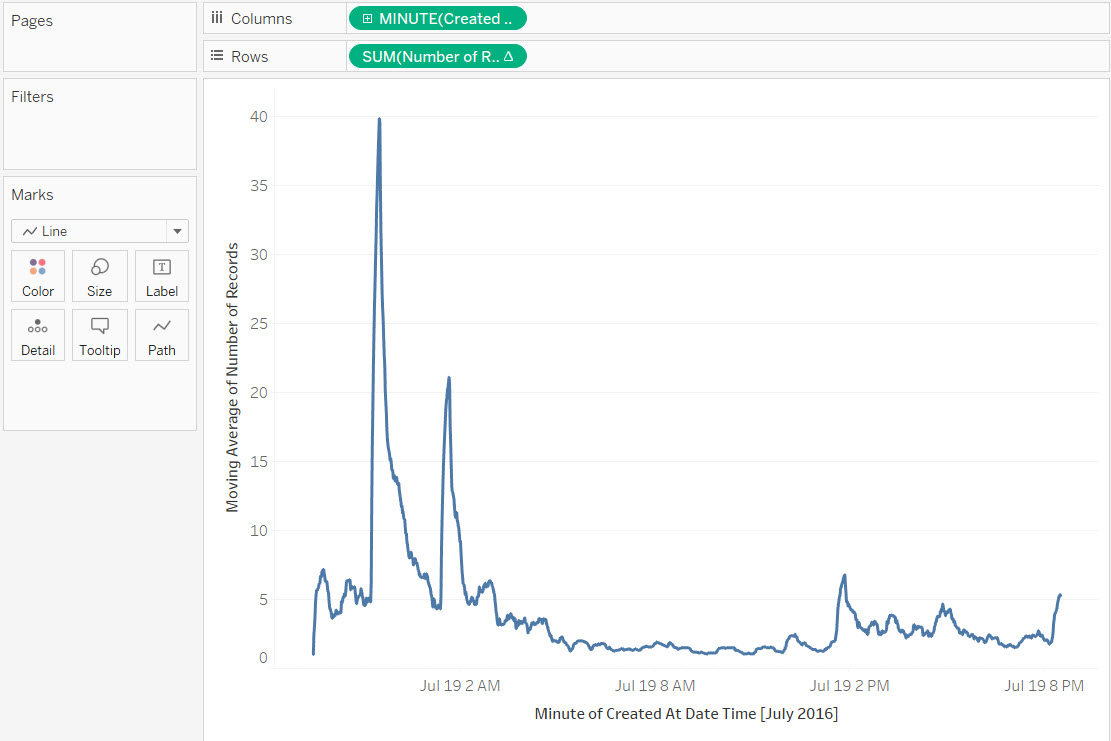 Pages
Columns
MINUTE(Created ..
Rows
SUM(Number of R.. Δ
Filters
Marks
Line
Color
Size
T
Label
Detail
Tooltip
Path
Moving Average of Number of Records
40
35
30
25
20
15
10
5
0
Jul 19 2 AM
Jul 19 8 AM
Jul 19 2 PM
Jul 19 8 PM
Minute of Created At Date Time [July 2016]